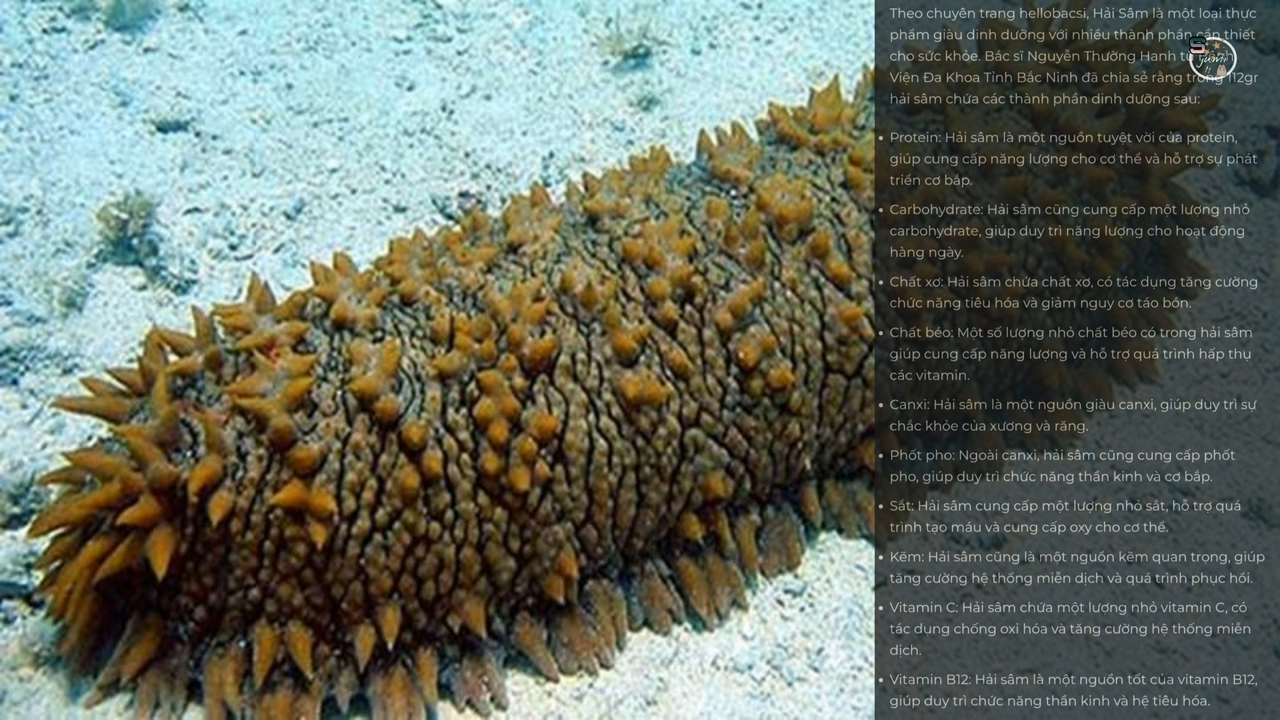 Theo chuyên trang hellobacsi, Hải Sâm là một loại thực
phẩm giàu dinh dưỡng với nhiều thành phần cần thiết
cho sức khỏe. Bác sĩ Nguyễn Thường Hanh từ Bệnh
Viện Đa Khoa Tỉnh Bắc Ninh đã chia sẻ rằng trong 112gr
hải sâm chứa các thành phần dinh dưỡng sau:
• Protein: Hải sâm là một nguồn tuyệt vời của protein,
giúp cung cấp năng lượng cho cơ thể và hỗ trợ sự phát
triển cơ bắp.
• Carbohydrate: Hải sâm cũng cung cấp một lượng nhỏ
carbohydrate, giúp duy trì năng lượng cho hoạt động
hàng ngày.
• Chất xơ: Hải sâm chứa chất xơ, có tác dụng tăng cường
chức năng tiêu hóa và giảm nguy cơ táo bón.
• Chất béo: Một số lượng nhỏ chất béo có trong hải sâm
giúp cung cấp năng lượng và hỗ trợ quá trình hấp thụ
các vitamin.
• Canxi: Hải sâm là một nguồn giàu canxi, giúp duy trì sự
chắc khỏe của xương và răng.
• Phốt pho: Ngoài canxi, hải sâm cũng cung cấp phốt
pho, giúp duy trì chức năng thần kinh và cơ bắp.
• Sắt: Hải sâm cung cấp một lượng nhỏ sắt, hỗ trợ quá
trình tạo máu và cung cấp oxy cho cơ thể.
• Kẽm: Hải sâm cũng là một nguồn kẽm quan trọng, giúp
tăng cường hệ thống miễn dịch và quá trình phục hồi.
• Vitamin C: Hải sâm chứa một lượng nhỏ vitamin C, có
tác dụng chống oxi hóa và tăng cường hệ thống miễn
dịch.
• Vitamin B12: Hải sâm là một nguồn tốt của vitamin B12,
giúp duy trì chức năng thần kinh và hệ tiêu hóa.